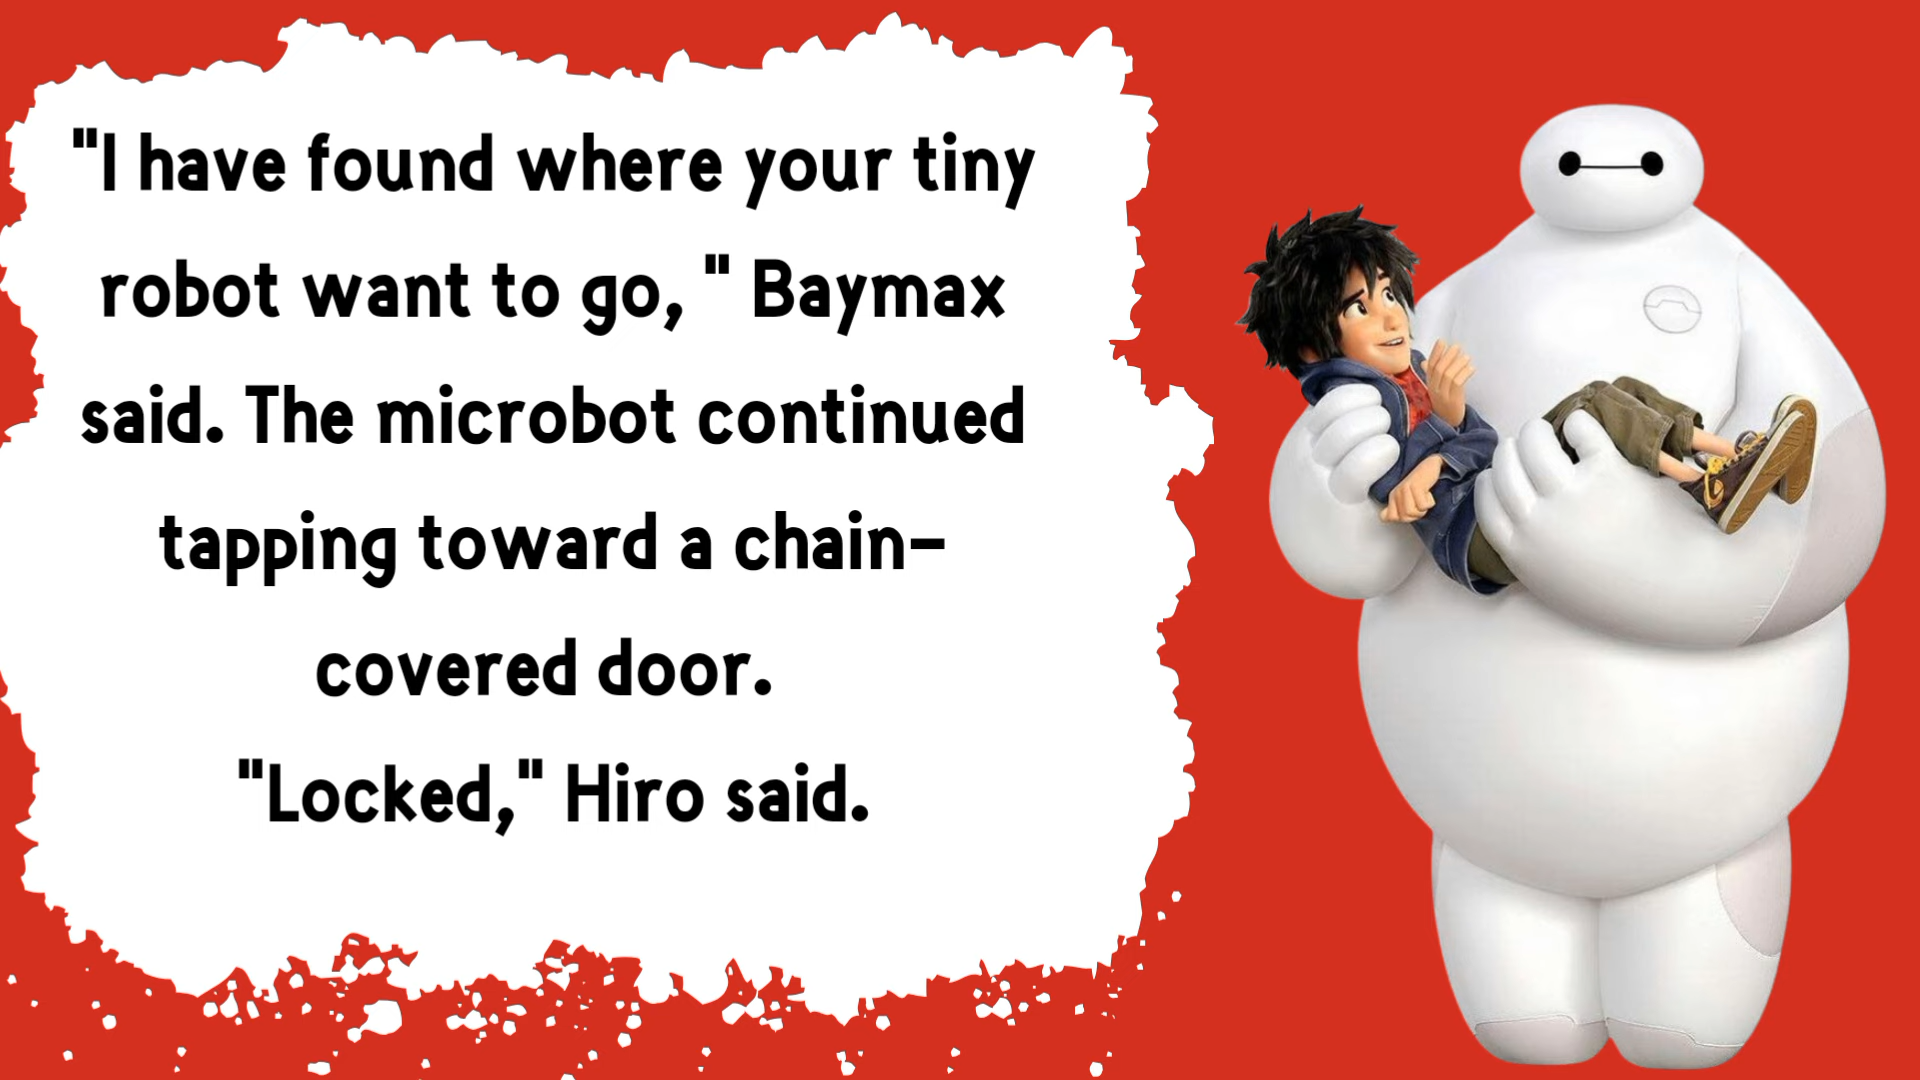 "I have found where your tiny
robot want to go, " Baymax
said. The microbot continued
tapping toward a chain-
covered door.
"Locked," Hiro said.